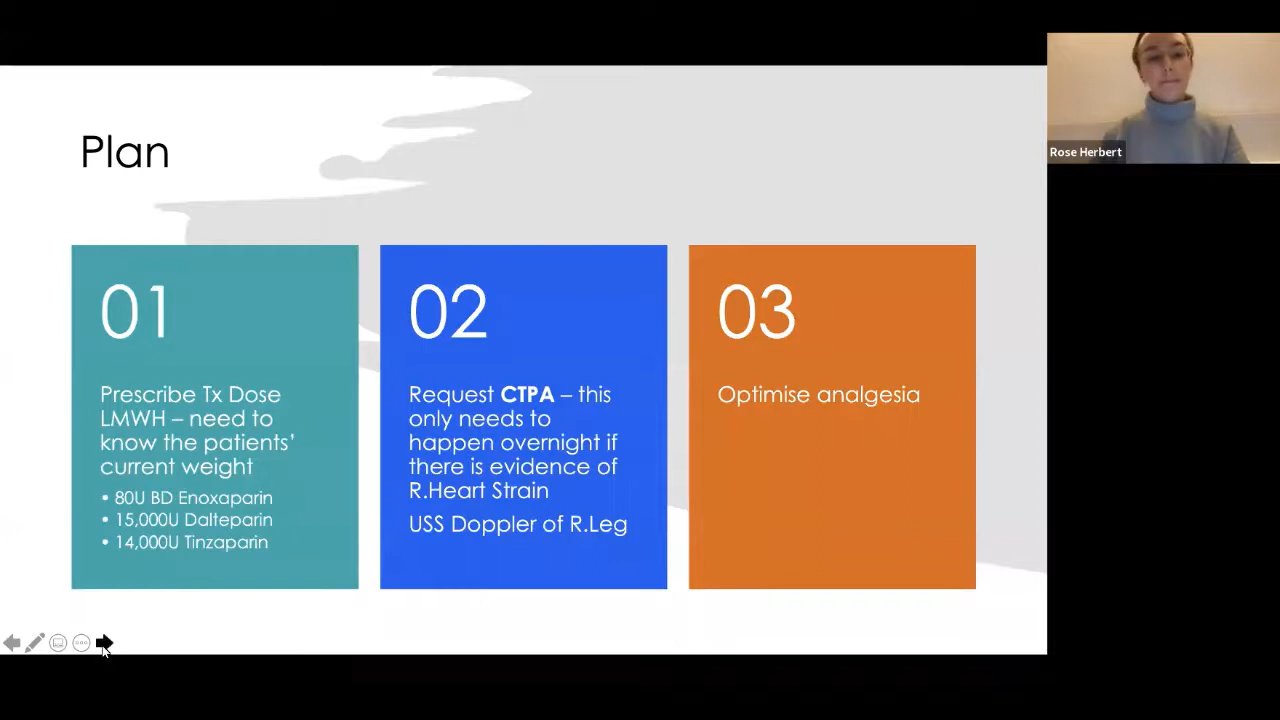 Plan
01
Prescribe Tx Dose
LMWH – need to
know the patients'
current weight
• 80U BD Enoxaparin
• 15,000U Dalteparin
• 14,000U Tinzaparin
02
Request CTPA – this
only needs to
happen overnight if
there is evidence of
R.Heart Strain
USS Doppler of R.Leg
03
Optimise analgesia
Rose Herbert